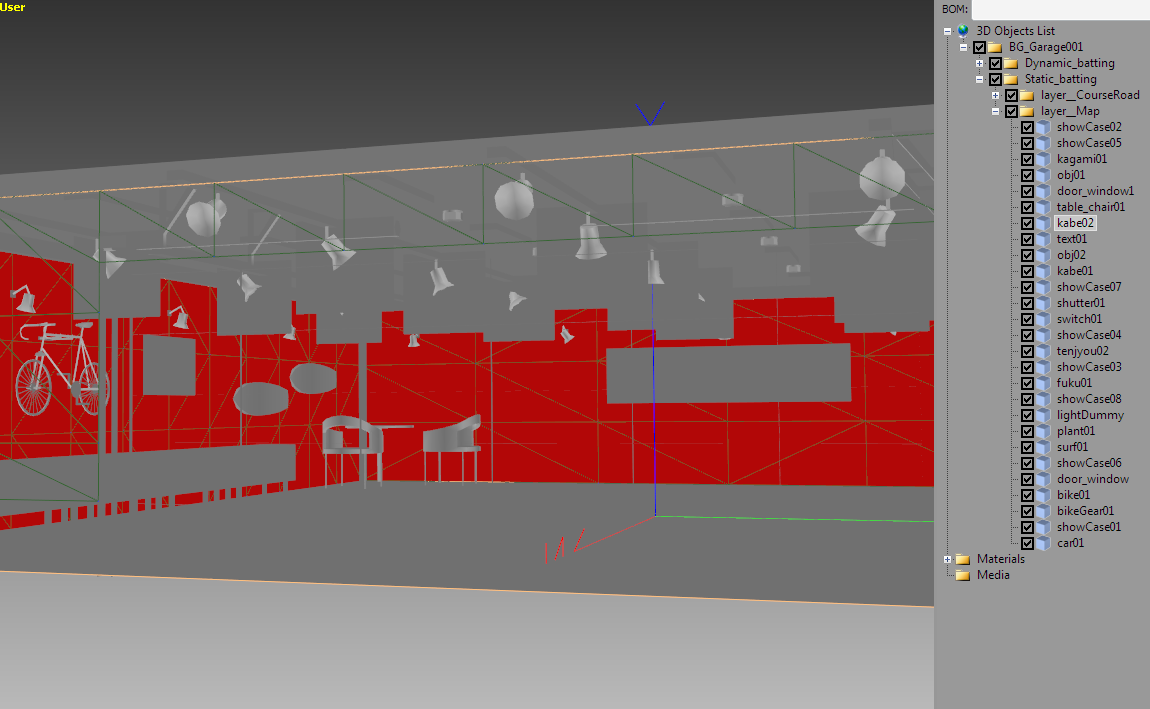 User
BOM:
3D Objects List
BG_Garage001
Dynamic_batting
Static_batting
layer__CourseRoad
layer__Map
showCase02
showCase05
kagami01
obj01
door_window1
table_chair01
kabe02
text01
obj02
kabe01
showCase07
shutter01
switch01
showCase04
tenjyou02
showCase03
fuku01
showCase08
lightDummy
plant01
surf01
showCase06
door_window
bike01
bikeGear01
showCase01
car01
Materials
Media